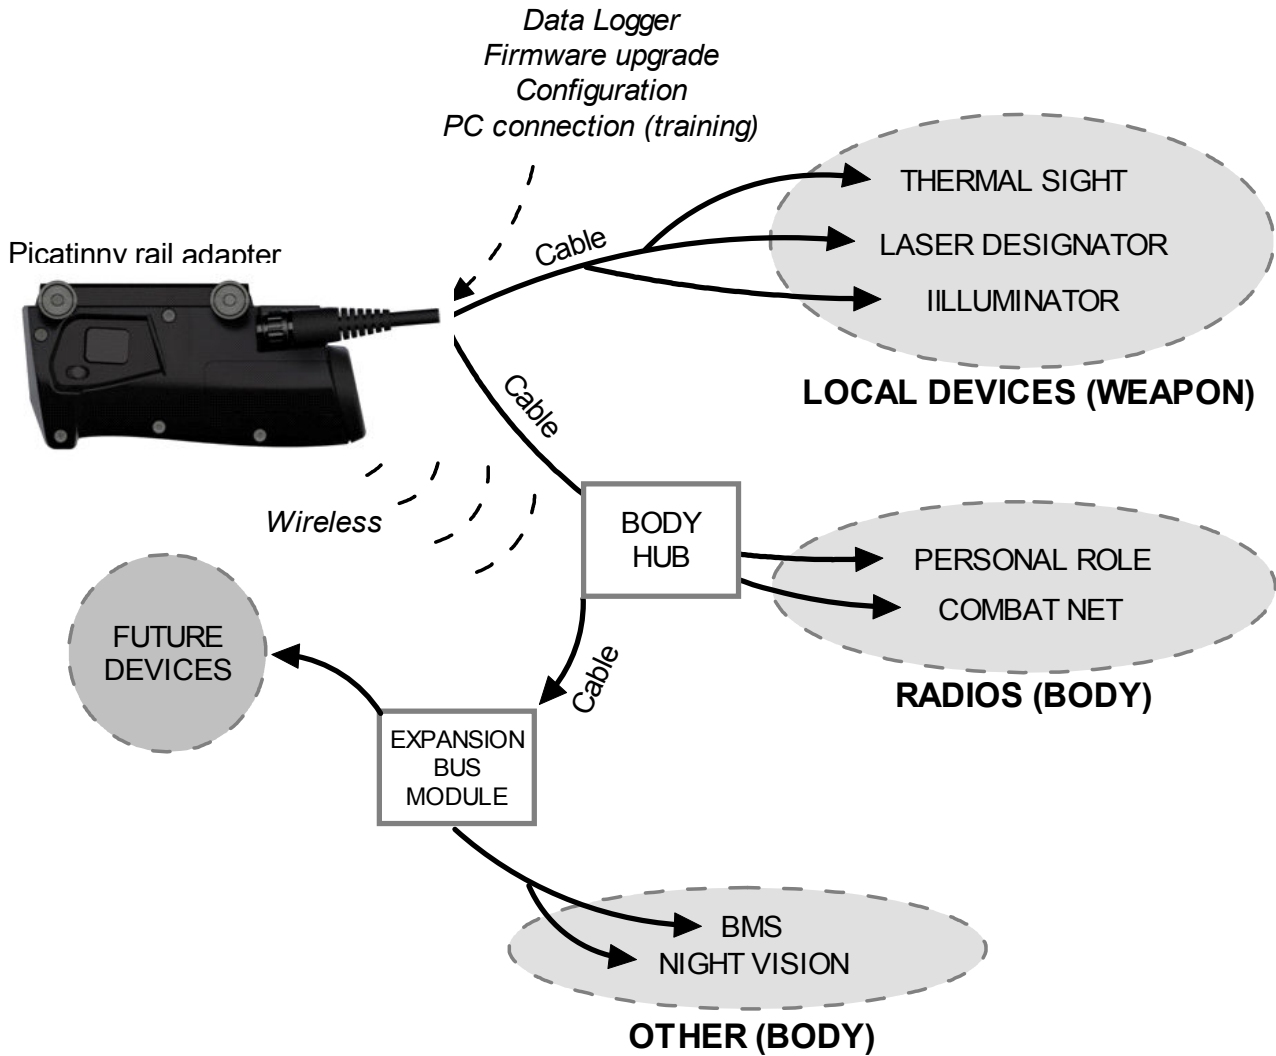 Data Logger
Firmware upgrade
Configuration
PC connection (training)
Picatinny rail adapter
Cable
THERMAL SIGHT
LASER DESIGNATOR
IILLUMINATOR
LOCAL DEVICES (WEAPON)
Cable
Wireless
BODY
HUB
PERSONAL ROLE
COMBAT NET
RADIOS (BODY)
FUTURE
DEVICES
Cable
EXPANSION
BUS
MODULE
BMS
NIGHT VISION
OTHER (BODY)